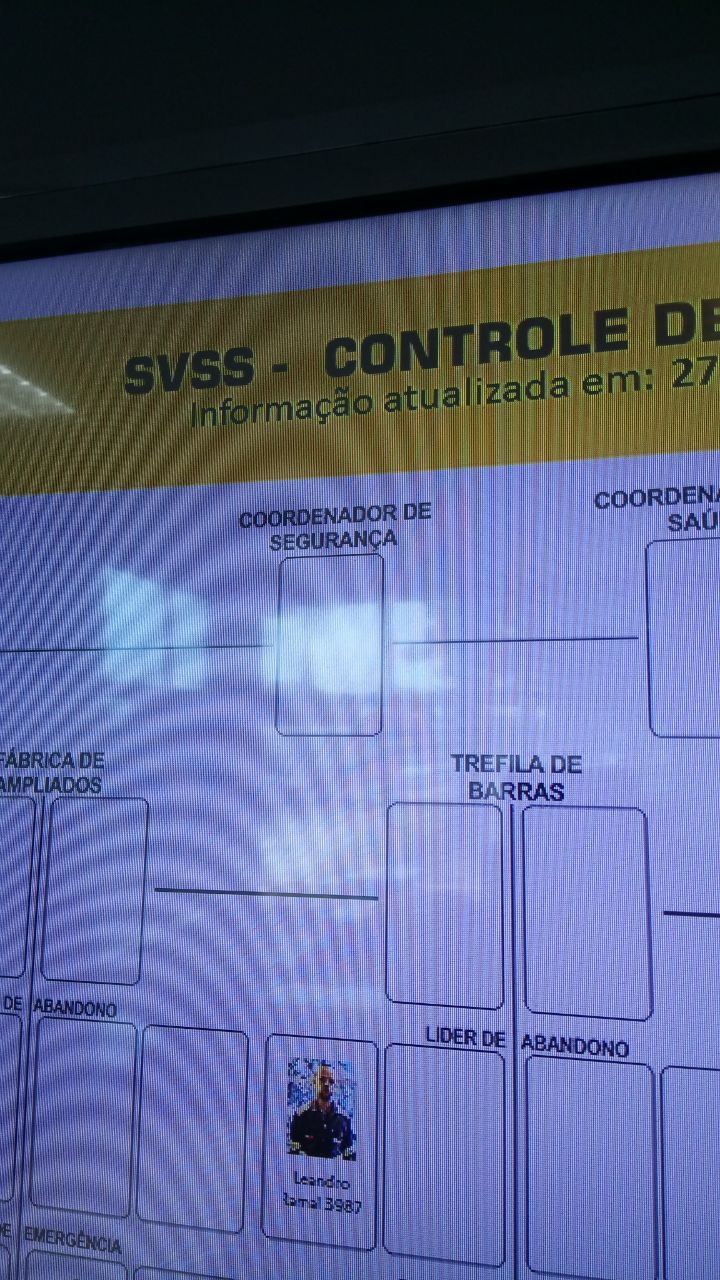 SVSS - CONTROLE DE
Informação atualizada em: 27
COORDENADOR DE
SEGURANÇA
COORDENA
SAÚ
FÁBRICA DE
AMPLIADOS
TREFILA DE
BARRAS
DE ABANDONO
LIDER DE ABANDONO
Leandro
Ramal 3987
DE EMERGÊNCIA